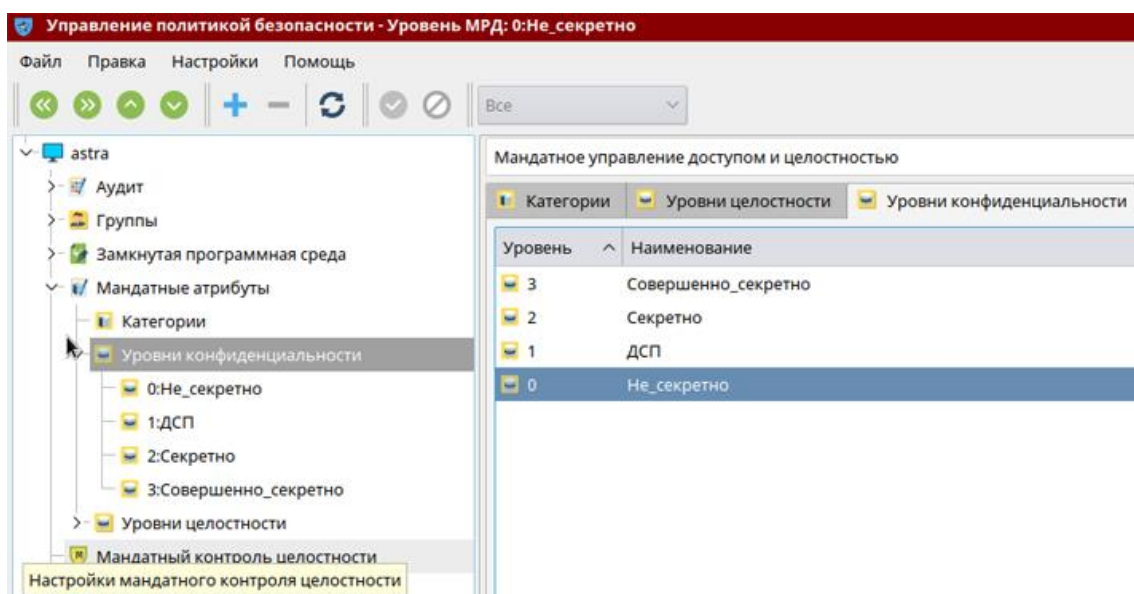 Управление политикой безопасности - Уровень МРД: 0:Не_секретно
Файл Правка Настройки Помощь
Все
astra
Аудит
Группы
Замкнутая программная среда
Мандатные атрибуты
Категории
Уровни конфиденциальности
0:Не_секретно
1:ДСП
2:Секретно
3:Совершенно_секретно
Уровни целостности
Мандатный контроль целостности
Настройки мандатного контроля целостности
Мандатное управление доступом и целостностью
Категории Уровни целостности Уровни конфиденциальности
Уровень Наименование
3 Совершенно_секретно
2 Секретно
1 ДСП
0 Не_секретно